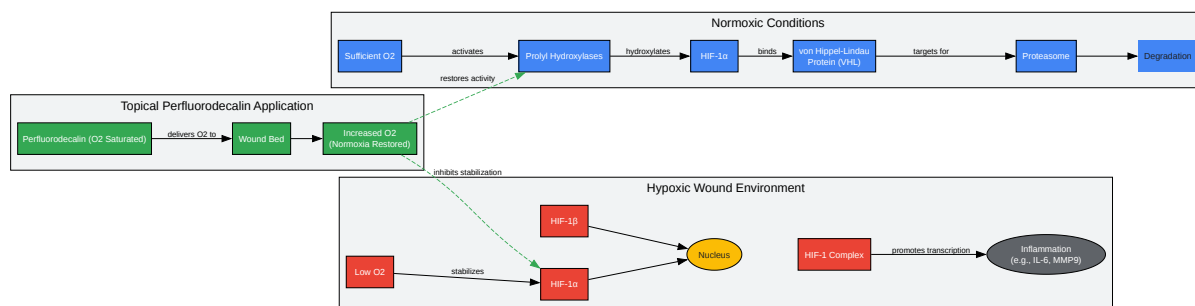 Normoxic Conditions
Sufficient O2
activates
Prolyl Hydroxylases
hydroxylates
HIF-1α
binds
von Hippel-Lindau
Protein (VHL)
targets for
Proteasome
Degradation
restores activity
Topical Perfluorodecalin Application
Perfluorodecalin (O2 Saturated)
delivers O2 to
Wound Bed
Increased O2
(Normoxia Restored)
inhibits stabilization
Hypoxic Wound Environment
HIF-1β
Low O2
stabilizes
HIF-1α
Nucleus
HIF-1 Complex
promotes transcription
Inflammation
(e.g., IL-6, MMP9)